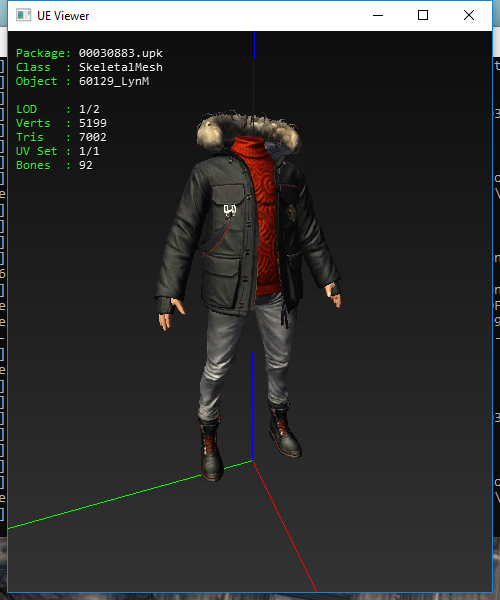 UE Viewer
Package: 00030883.upk
Class  : SkeletalMesh
Object : 60129_LynM
LOD    : 1/2
Verts  : 5199
Tris   : 7002
UV Set : 1/1
Bones  : 92